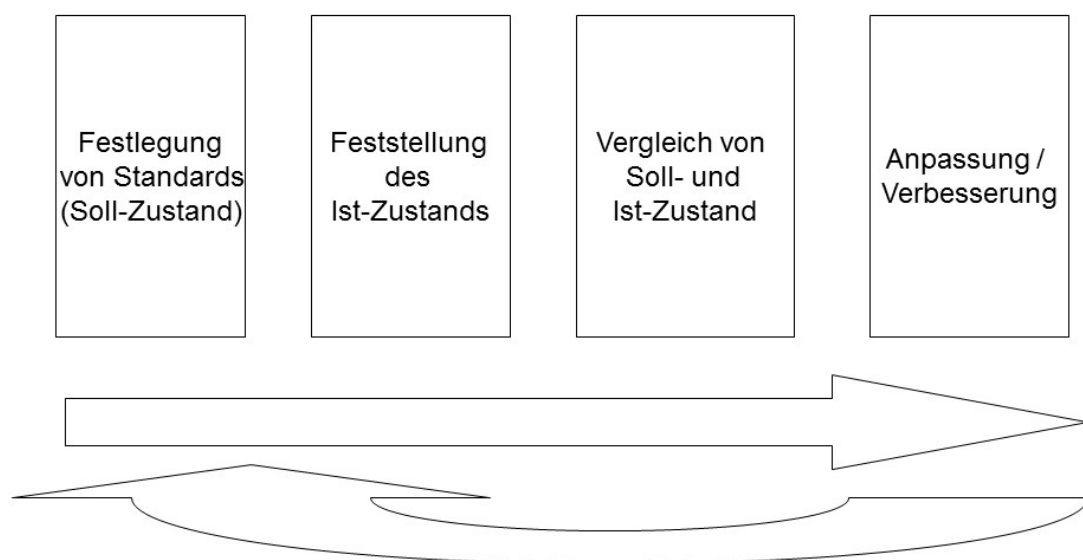 Festlegung
von Standards
(Soll-Zustand)
Feststellung
des
Ist-Zustands
Vergleich von
Soll- und
Ist-Zustand
Anpassung /
Verbesserung